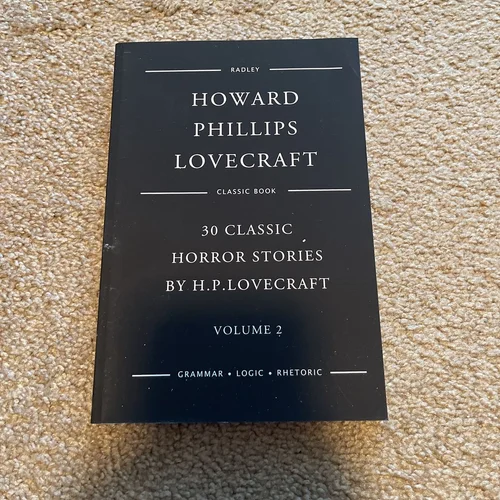 RADLEY
HOWARD
PHILLIPS
LOVECRAFT
CLASSIC BOOK
30 CLASSIC
HORROR STORIES
BY H.P.LOVECRAFT
VOLUME 2
GRAMMAR • LOGIC • RHETORIC